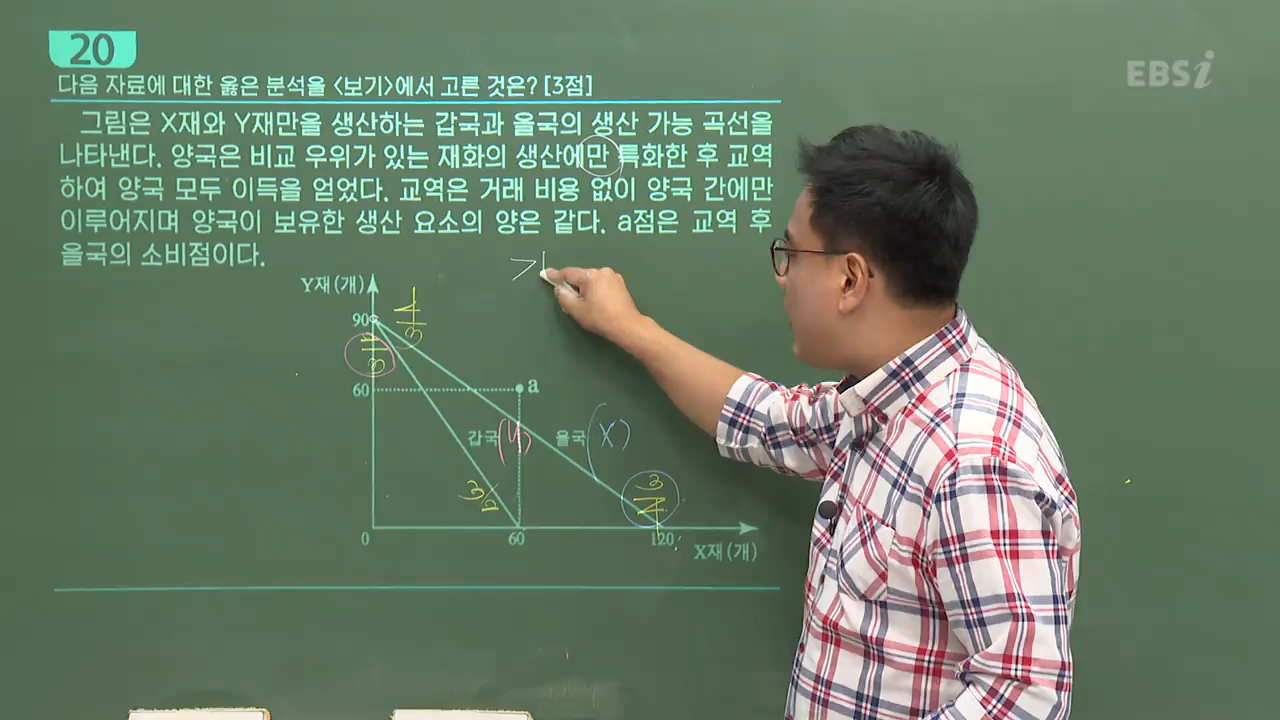 20
EBSi
다음 자료에 대한 옳은 분석을 <보기>에서 고른 것은? [3점]
그림은 X재와 Y재만을 생산하는 갑국과 을국의 생산 가능 곡선을
나타낸다. 양국은 비교 우위가 있는 재화의 생산에만 특화한 후 교역
하여 양국 모두 이득을 얻었다. 교역은 거래 비용 없이 양국 간에만
이루어지며 양국이 보유한 생산 요소의 양은 같다. a점은 교역 후
을국의 소비점이다.
Y재(개)
90
4/3
2/3
60
a
갑국 (Y)
을국 (X)
3/2
3/4
0
60
120
X재(개)